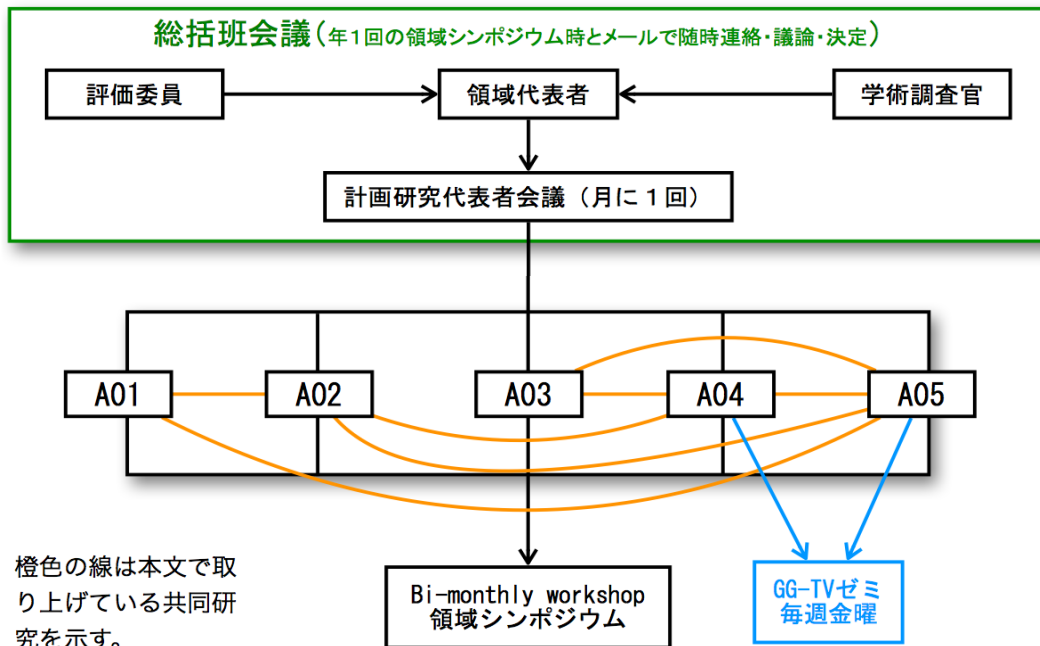 総括班会議(年1回の領域シンポジウム時とメールで随時連絡・議論・決定)
評価委員
領域代表者
学術調査官
計画研究代表者会議(月に1回)
A01
A02
A03
A04
A05
橙色の線は本文で取
り上げている共同研
究を示す。
Bi-monthly workshop
領域シンポジウム
GG-TVゼミ
毎週金曜